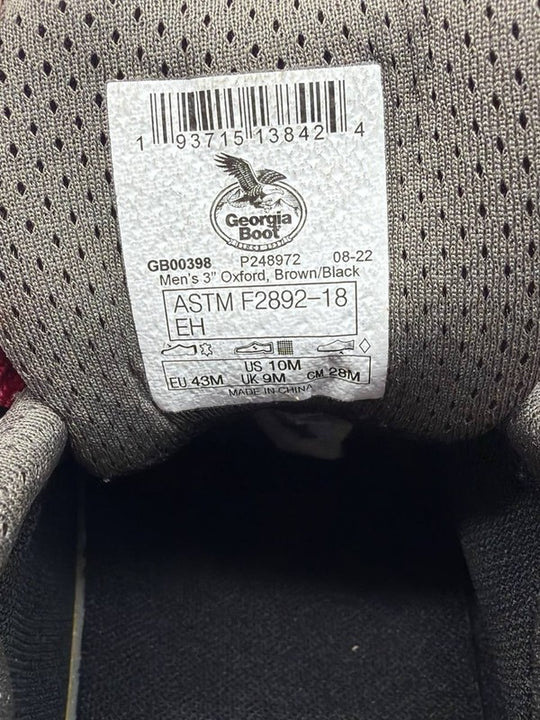 1 93715 13842 4
Georgia
Boot
GB00398 P248972 08-22
Men's 3" Oxford, Brown/Black
ASTM F2892-18
EH
US 10M
EU 43M UK 9M CM 28M
MADE IN CHINA